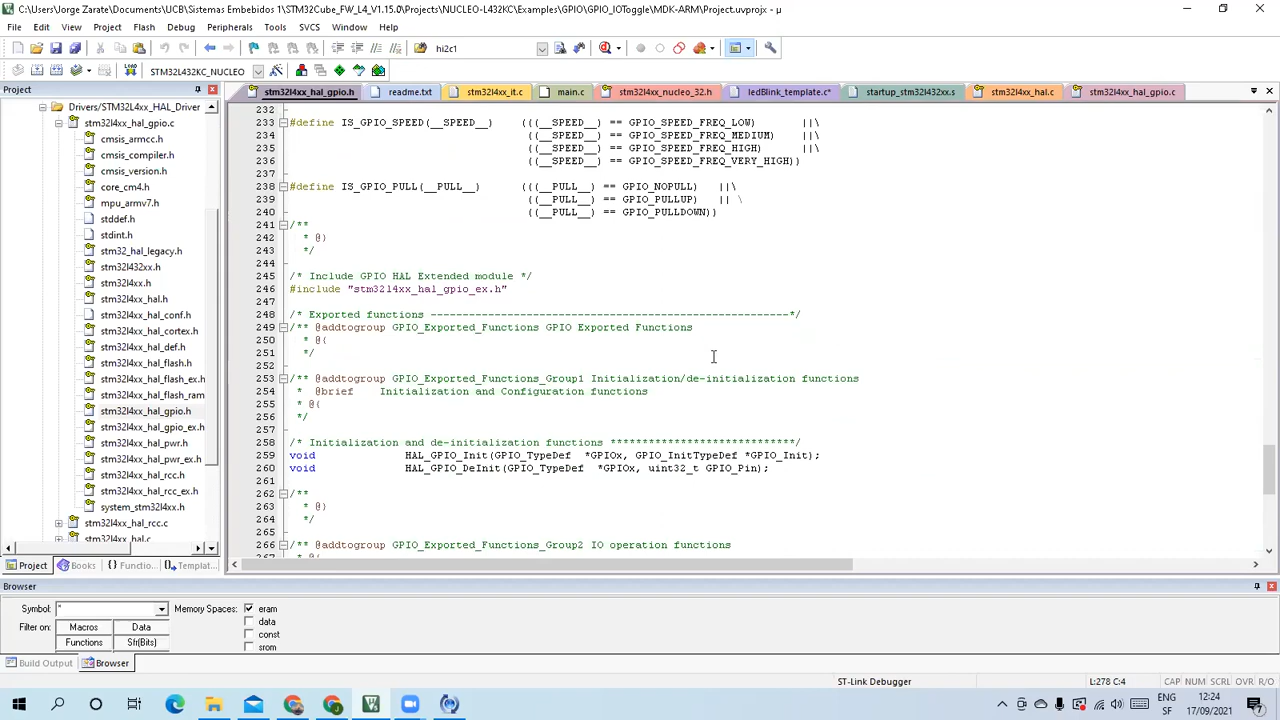 C:\Users\Jorge Zarate\Documents\UCB\Sistemas Embebidos 1\STM32Cube_FW_L4_V1.15.0\Projects\NUCLEO-L432KC\Examples\GPIO\GPIO_IOToggle\MDK-ARM\Project.uvprojx - µ
File Edit View Project Flash Debug Peripherals Tools SVCS Window Help
hi2c1
STM32L432KC_NUCLEO
Project
stm32l4xx_hal_gpio.h readme.txt stm32l4xx_it.c main.c stm32l4xx_nucleo_32.h ledBlink_template.c* startup_stm32l432xx.s stm32l4xx_hal.c stm32l4xx_hal_gpio.c
Drivers/STM32L4xx_HAL_Driver
stm32l4xx_hal_gpio.c
cmsis_armcc.h
cmsis_compiler.h
cmsis_version.h
core_cm4.h
mpu_armv7.h
stddef.h
stdint.h
stm32_hal_legacy.h
stm32l432xx.h
stm32l4xx.h
stm32l4xx_hal.h
stm32l4xx_hal_conf.h
stm32l4xx_hal_cortex.h
stm32l4xx_hal_def.h
stm32l4xx_hal_flash.h
stm32l4xx_hal_flash_ex.h
stm32l4xx_hal_flash_ram
stm32l4xx_hal_gpio.h
stm32l4xx_hal_gpio_ex.h
stm32l4xx_hal_pwr.h
stm32l4xx_hal_pwr_ex.h
stm32l4xx_hal_rcc.h
stm32l4xx_hal_rcc_ex.h
system_stm32l4xx.h
stm32l4xx_hal_rcc.c
stm32l4xx_hal.c
232
233 #define IS_GPIO_SPEED(__SPEED__) (((__SPEED__) == GPIO_SPEED_FREQ_LOW) ||\
234 ((__SPEED__) == GPIO_SPEED_FREQ_MEDIUM) ||\
235 ((__SPEED__) == GPIO_SPEED_FREQ_HIGH) ||\
236 ((__SPEED__) == GPIO_SPEED_FREQ_VERY_HIGH))
237
238 #define IS_GPIO_PULL(__PULL__) (((__PULL__) == GPIO_NOPULL) ||\
239 ((__PULL__) == GPIO_PULLUP) || \
240 ((__PULL__) == GPIO_PULLDOWN))
241 /**
242 * @}
243 */
244
245 /* Include GPIO HAL Extended module */
246 #include "stm32l4xx_hal_gpio_ex.h"
247
248 /* Exported functions --------------------------------------------------------*/
249 /** @addtogroup GPIO_Exported_Functions GPIO Exported Functions
250 * @{
251 */
252
253 /** @addtogroup GPIO_Exported_Functions_Group1 Initialization/de-initialization functions
254 * @brief Initialization and Configuration functions
255 * @{
256 */
257
258 /* Initialization and de-initialization functions *****************************/
259 void HAL_GPIO_Init(GPIO_TypeDef *GPIOx, GPIO_InitTypeDef *GPIO_Init);
260 void HAL_GPIO_DeInit(GPIO_TypeDef *GPIOx, uint32_t GPIO_Pin);
261
262 /**
263 * @}
264 */
265
266 /** @addtogroup GPIO_Exported_Functions_Group2 IO operation functions
267 * @{
Project Books {} Functio... Templat...
Browser
Symbol: * Memory Spaces: eram
Filter on: Macros Data data
Functions Sfr(Bits) const
srom
Build Output Browser
ST-Link Debugger L:278 C:4 CAP NUM SCRL OVR R/O
ENG 12:24
SF 17/09/2021
7